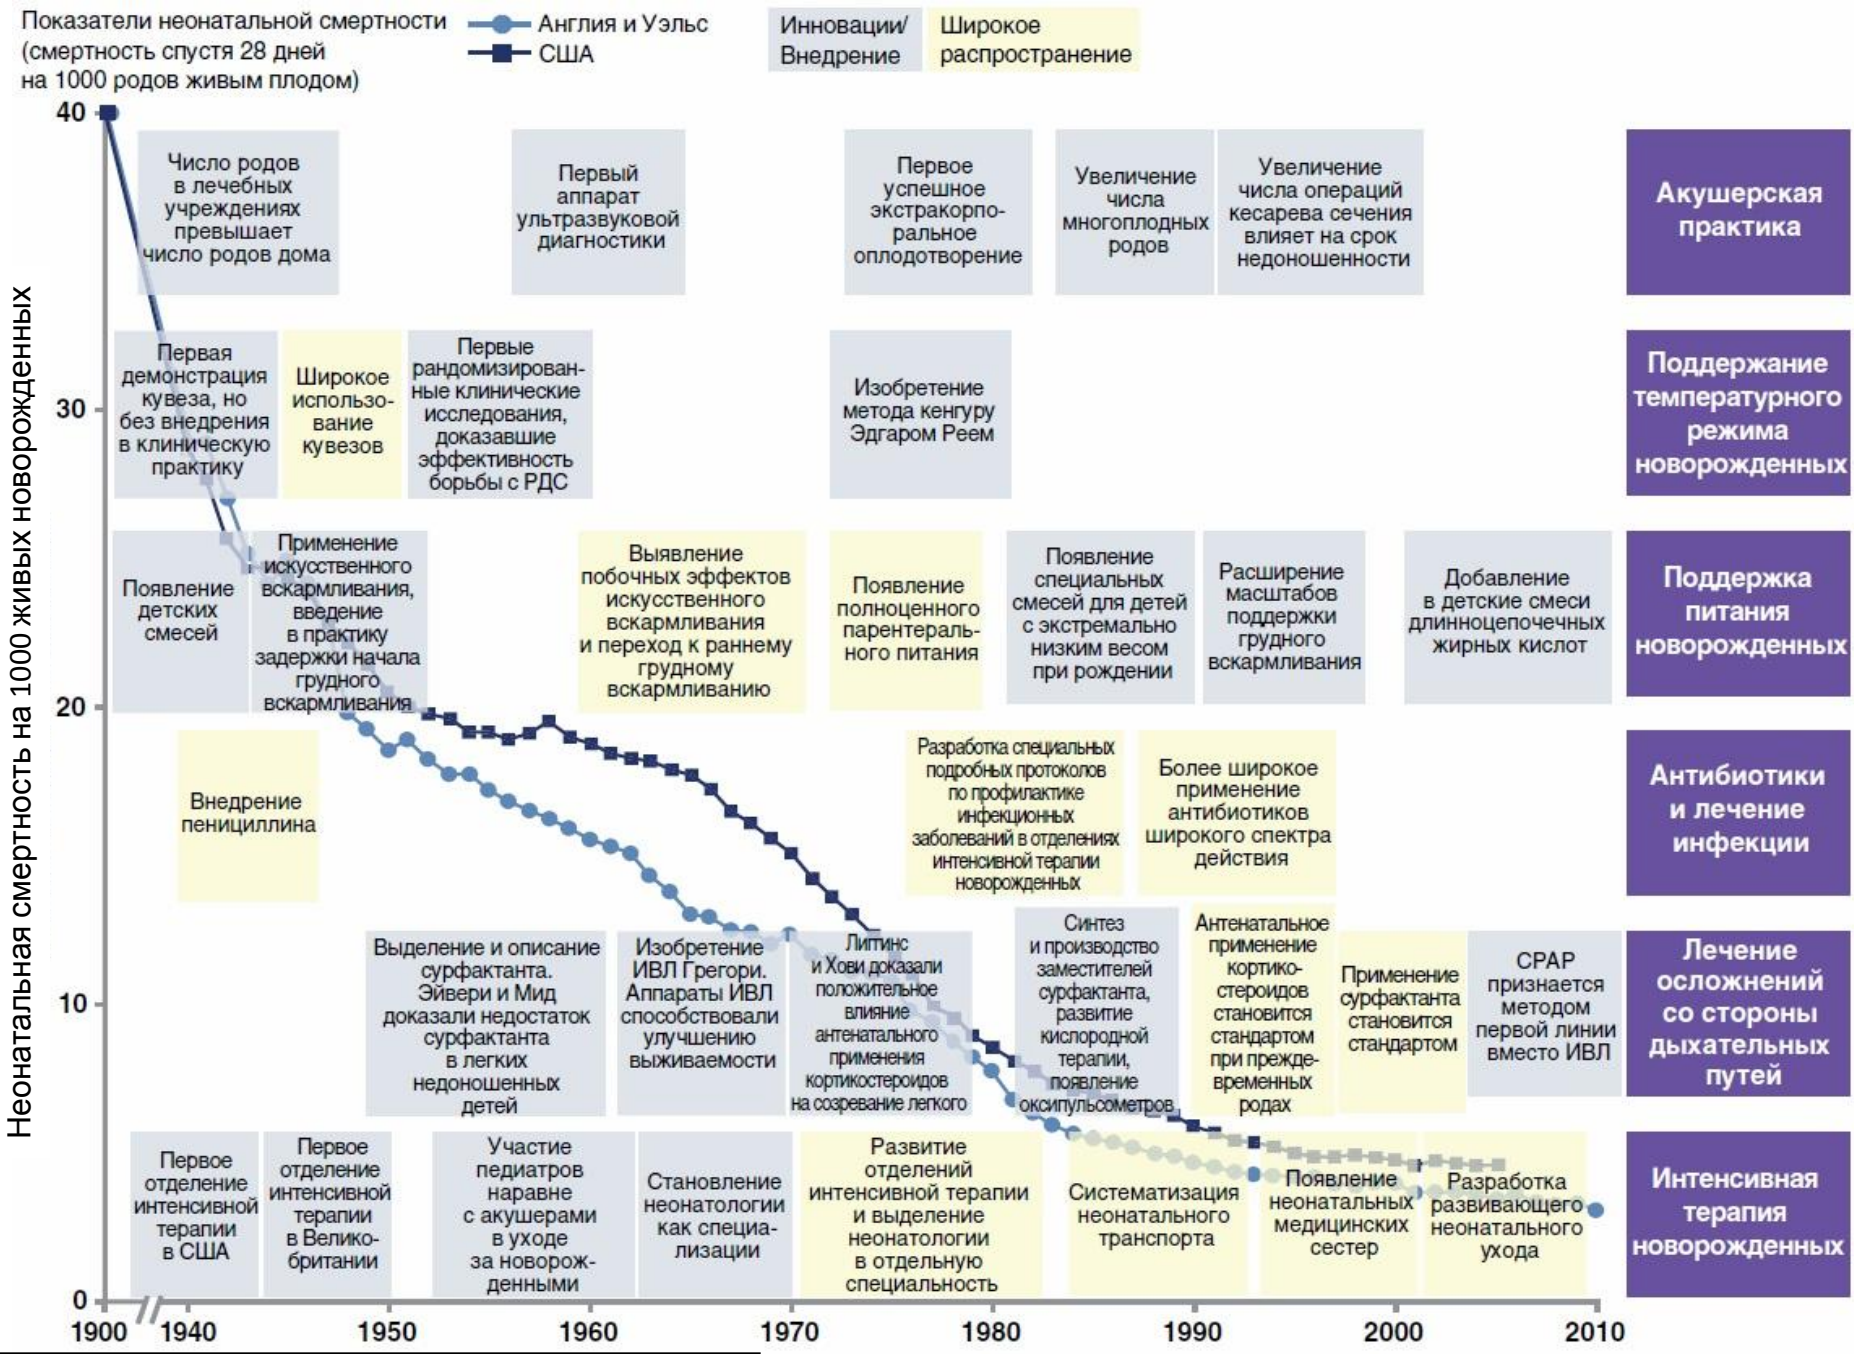 Показатели неонатальной смертности
(смертность спустя 28 дней
на 1000 родов живым плодом)
Англия и Уэльс
США
Инновации/
Внедрение
Широкое
распространение
Неонатальная смертность на 1000 живых новорожденных
40
30
20
10
0
Число родов
в лечебных
учреждениях
превышает
число родов дома
Первый
аппарат
ультразвуковой
диагностики
Первое
успешное
экстракорпо-
ральное
оплодотворение
Увеличение
числа
многоплодных
родов
Увеличение
числа операций
кесарева сечения
влияет на срок
недоношенности
Акушерская
практика
Первая
демонстрация
кувеза, но
без внедрения
в клиническую
практику
Широкое
использо-
вание
кувезов
Первые
рандомизирован-
ные клинические
исследования,
доказавшие
эффективность
борьбы с РДС
Изобретение
метода кенгуру
Эдгаром Реем
Поддержание
температурного
режима
новорожденных
Появление
детских
смесей
Применение
искусственного
вскармливания,
введение
в практику
задержки начала
грудного
вскармливания
Выявление
побочных эффектов
искусственного
вскармливания
и переход к раннему
грудному
вскармливанию
Появление
полноценного
парентераль-
ного питания
Появление
специальных
смесей для детей
с экстремально
низким весом
при рождении
Расширение
масштабов
поддержки
грудного
вскармливания
Добавление
в детские смеси
длинноцепочечных
жирных кислот
Поддержка
питания
новорожденных
Внедрение
пенициллина
Разработка специальных
подробных протоколов
по профилактике
инфекционных
заболеваний в отделениях
интенсивной терапии
новорожденных
Более широкое
применение
антибиотиков
широкого спектра
действия
Антибиотики
и лечение
инфекции
Выделение и описание
сурфактанта.
Эйвери и Мид
доказали недостаток
сурфактанта
в легких
недоношенных
детей
Изобретение
ИВЛ Грегори.
Аппараты ИВЛ
способствовали
улучшению
выживаемости
Литтинс
и Хови доказали
положительное
влияние
антенатального
применения
кортикостероидов
на созревание легкого
Синтез
и производство
заместителей
сурфактанта,
развитие
кислородной
терапии,
появление
оксипульсометров
Антенатальное
применение
кортико-
стероидов
становится
стандартом
при прежде-
временных
родах
Применение
сурфактанта
становится
стандартом
CPAP
признается
методом
первой линии
вместо ИВЛ
Лечение
осложнений
со стороны
дыхательных
путей
Первое
отделение
интенсивной
терапии
в США
Первое
отделение
интенсивной
терапии
в Велико-
британии
Участие
педиатров
наравне
с акушерами
в уходе
за новорож-
денными
Становление
неонатологии
как специа-
лизации
Развитие
отделений
интенсивной терапии
и выделение
неонатологии
в отдельную
специальность
Систематизация
неонатального
транспорта
Появление
неонатальных
медицинских
сестер
Разработка
развивающего
неонатального
ухода
Интенсивная
терапия
новорожденных
1900 1940 1950 1960 1970 1980 1990 2000 2010